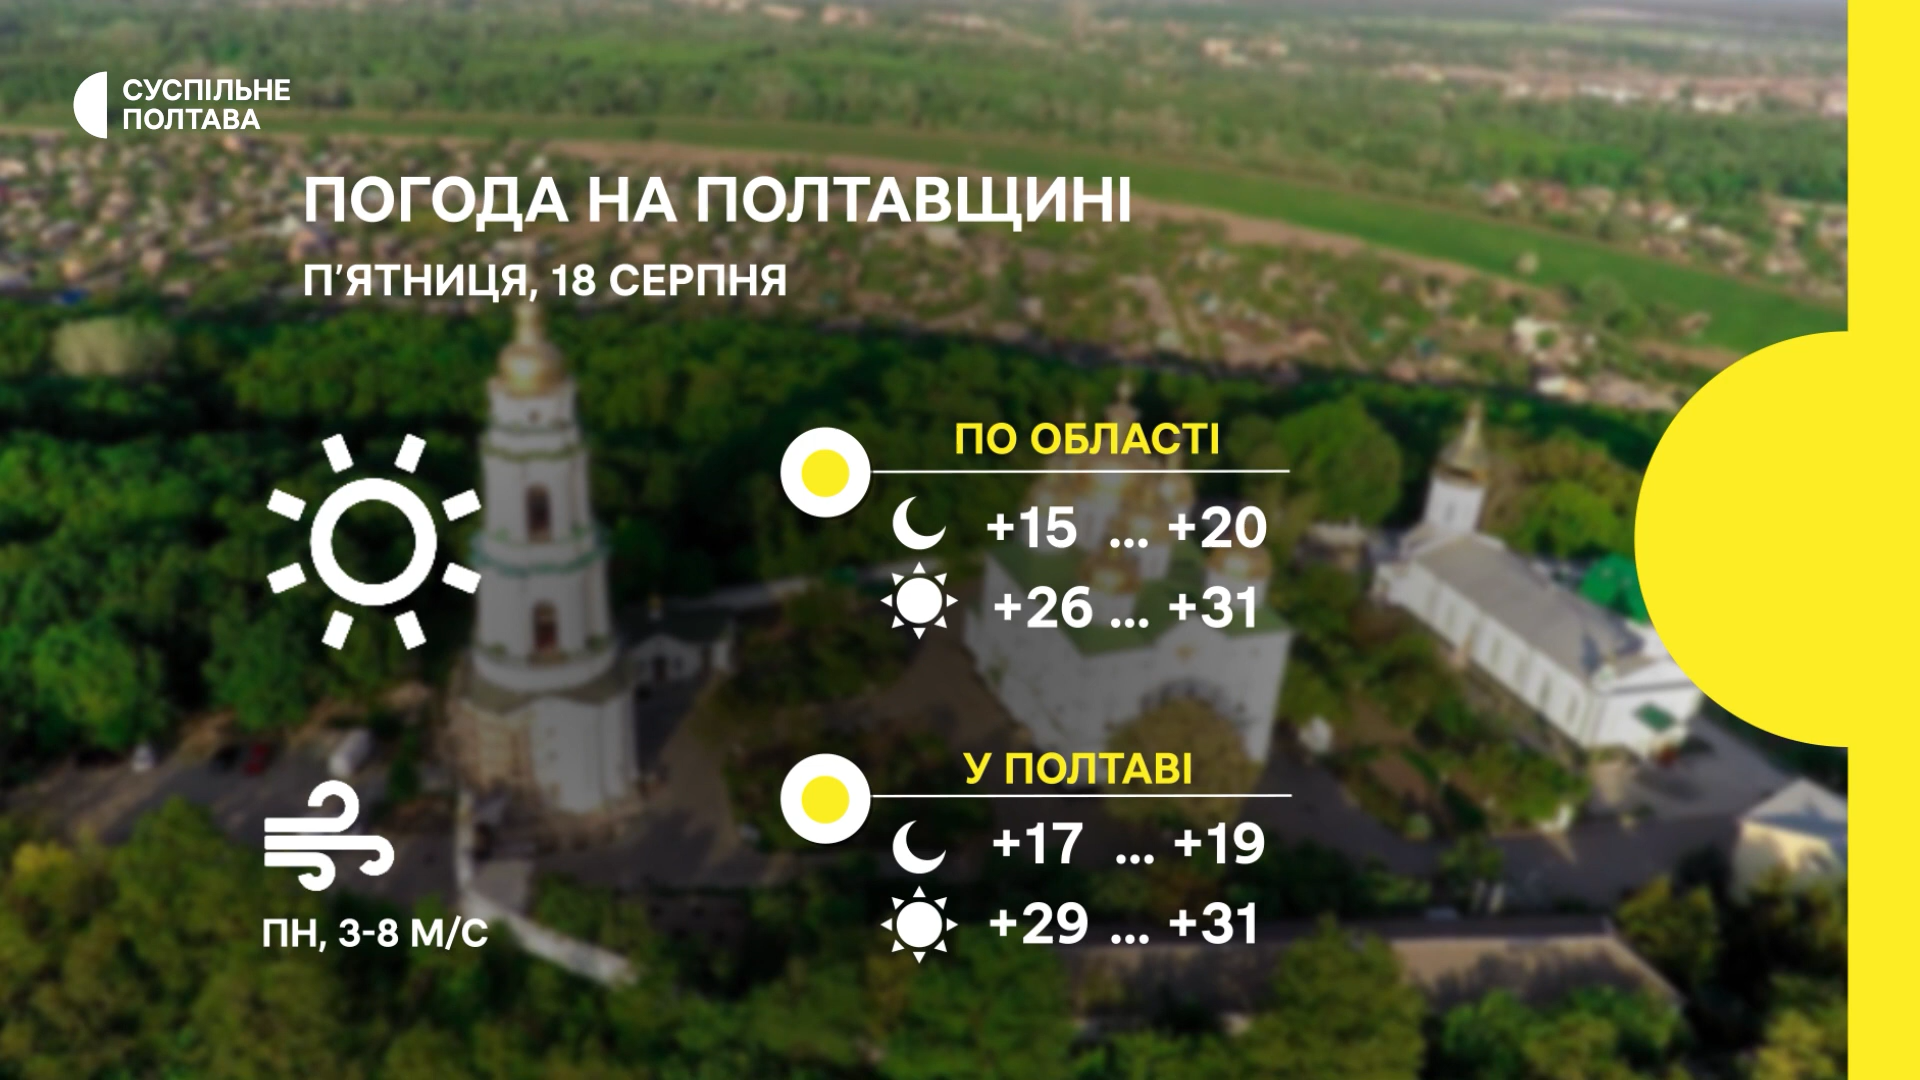 СУСПІЛЬНЕ
ПОЛТАВА
ПОГОДА НА ПОЛТАВЩИНІ
П’ЯТНИЦЯ, 18 СЕРПНЯ
ПО ОБЛАСТІ
+15 ... +20
+26 ... +31
У ПОЛТАВІ
+17 ... +19
+29 ... +31
ПН, 3-8 М/С